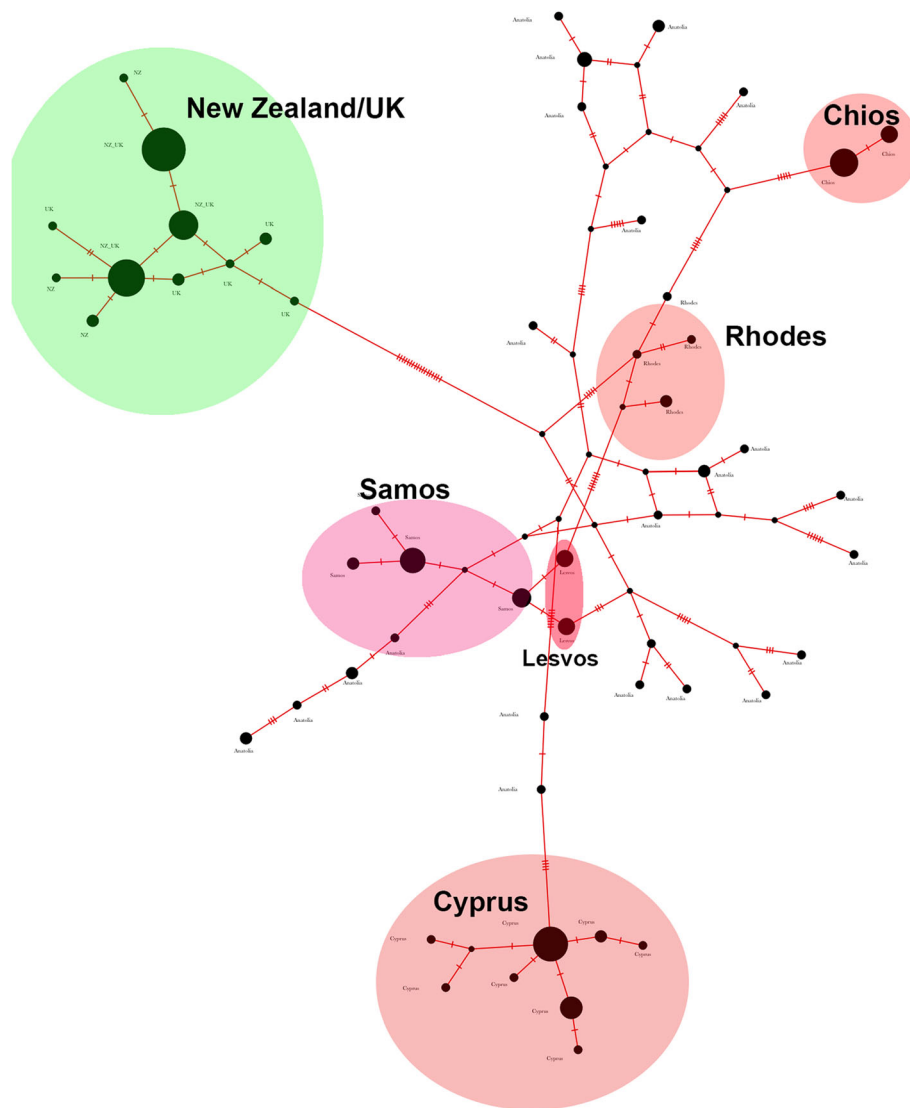 Anatolia
Anatolia
Anatolia
NZ
Anatolia
Anatolia
New Zealand/UK
Chios
NZ_UK
Chios
Chios
UK
NZ_UK
UK
Anatolia
NZ_UK
UK
NZ
UK
UK
Rhodes
NZ
Rhodes
Rhodes
Anatolia
Rhodes
Rhodes
Anatolia
Anatolia
Samos
Anatolia
Samos
Anatolia
Anatolia
Samos
Lesvos
Samos
Anatolia
Lesvos
Lesvos
Anatolia
Anatolia
Anatolia
Anatolia
Anatolia
Anatolia
Anatolia
Anatolia
Anatolia
Cyprus
Cyprus
Cyprus
Cyprus
Cyprus
Cyprus
Cyprus
Cyprus
Cyprus